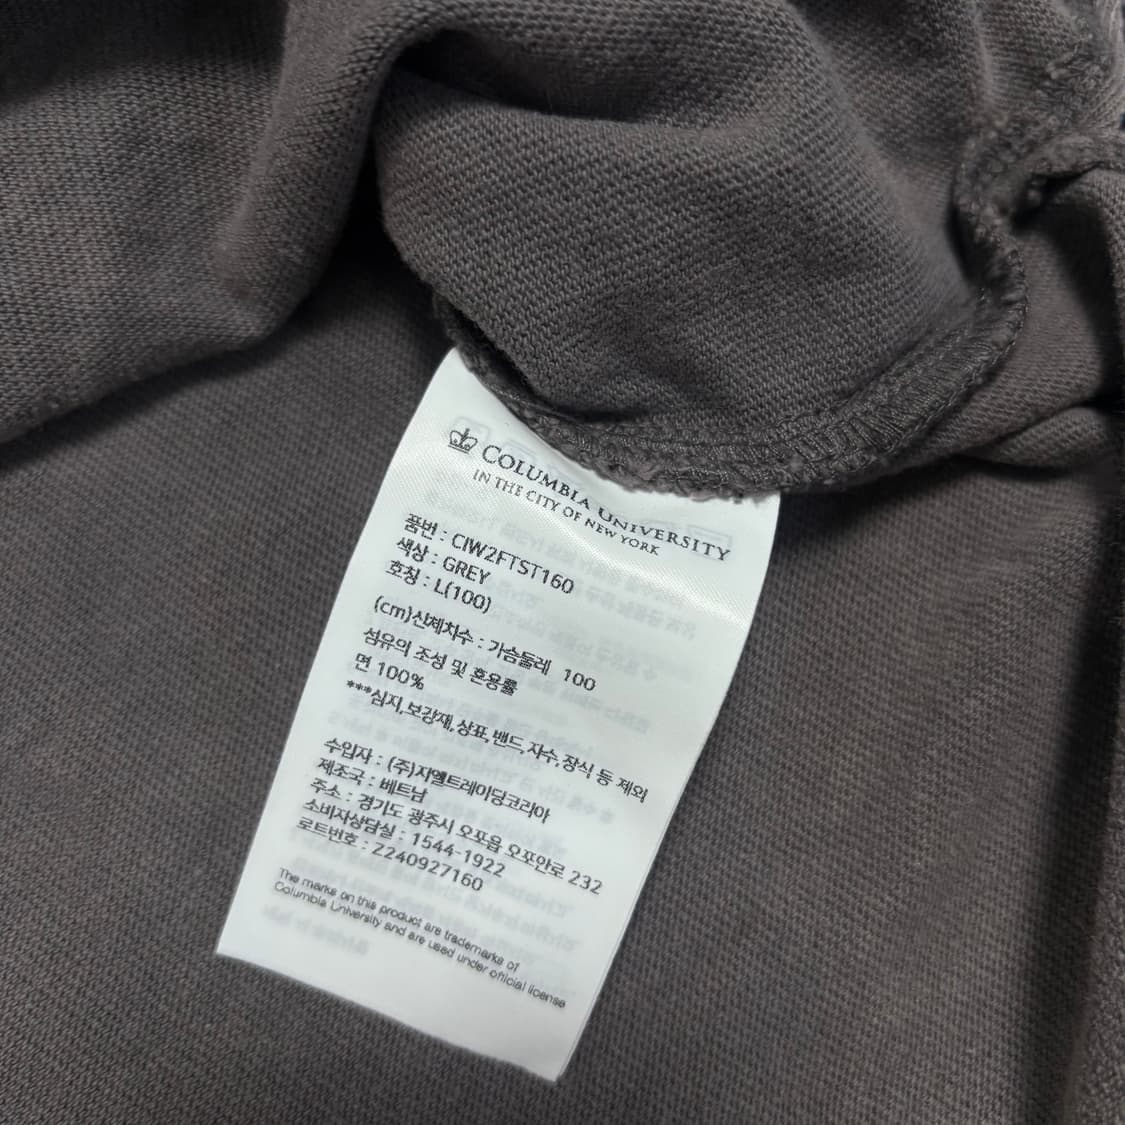 COLUMBIA UNIVERSITY
IN THE CITY OF NEW YORK
품번 : CIW2FTST160
색상 : GREY
호칭 : L(100)
(cm)신체치수 : 가슴둘레 100
섬유의 조성 및 혼용률
면 100%
***심지,보강재,상표,밴드,자수,장식 등 제외
수입자 : (주)지엘트레이딩코리아
제조국 : 베트남
주소 : 경기도 광주시 오포읍 오포안로 232
소비자상담실 : 1544-1922
로트번호 : Z240927160
The marks on this product are trademarks of
Columbia University and are used under official license